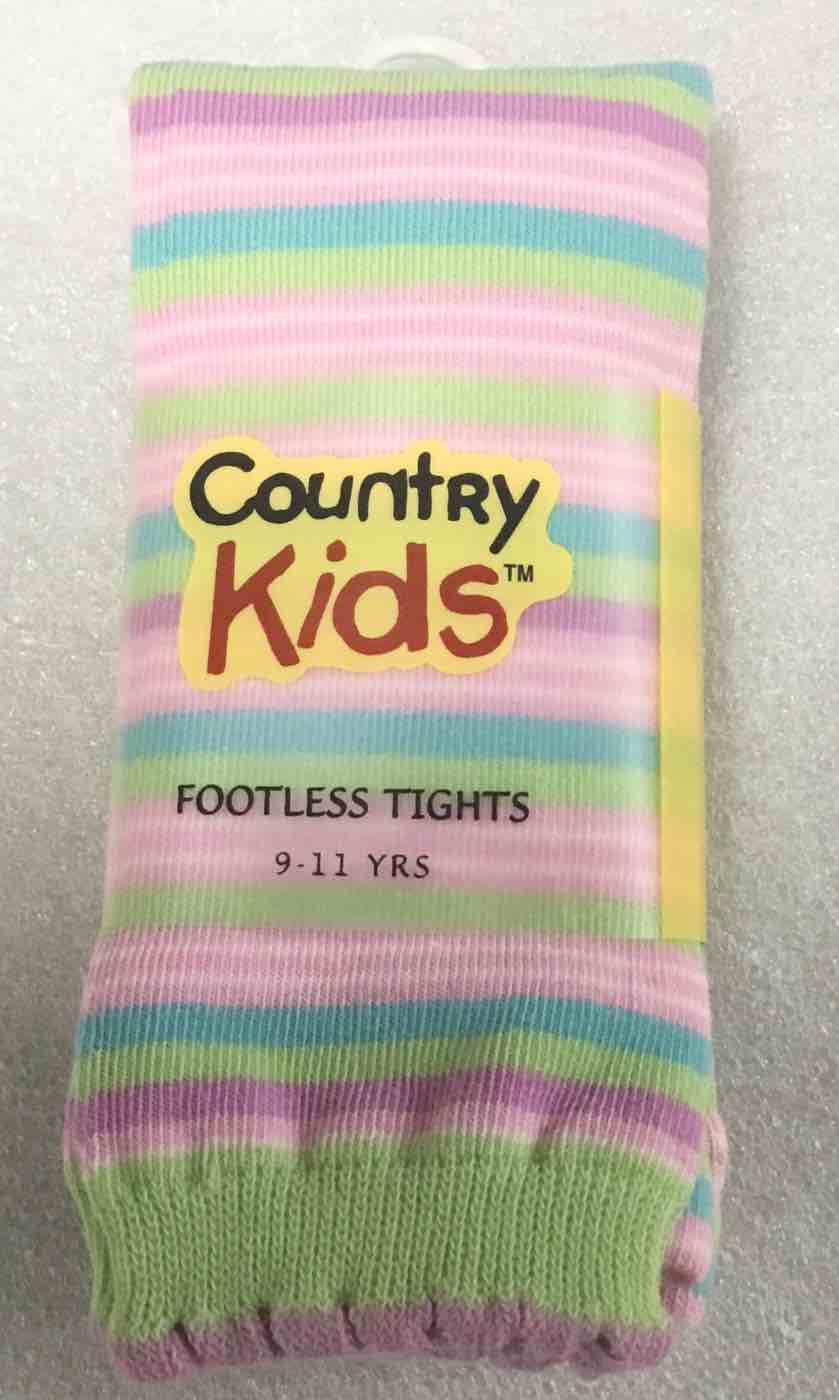 Country
Kids™
FOOTLESS TIGHTS
9-11 YRS